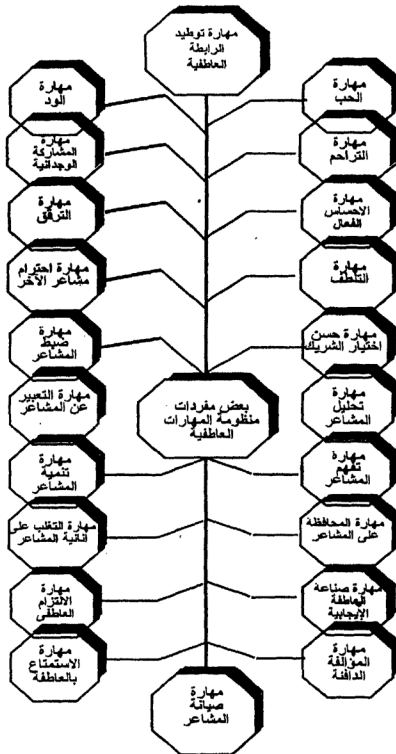 مهارة توطيد
الرابطة
العاطفية
مهارة
الحب
مهارة
الود
مهارة
التراحم
مهارة
المشاركة
الوجدانية
مهارة
الاحساس
الفعال
مهارة
الترفق
مهارة
التلطف
مهارة احترام
مشاعر الآخر
مهارة حسن
اختيار الشريك
مهارة
ضبط
المشاعر
بعض مفردات
منظومة المهارات
العاطفية
مهارة
تحليل
المشاعر
مهارة التعبير
عن المشاعر
مهارة
تفهم
المشاعر
مهارة
تنمية
المشاعر
مهارة المحافظة
على المشاعر
مهارة التغلب على
أنانية المشاعر
مهارة صناعة
العاطفة
الإيجابية
مهارة
الالتزام
العاطفى
مهارة
المؤالفة
الدافئة
مهارة
الاستمتاع
بالعاطفة
مهارة
صيانة
المشاعر